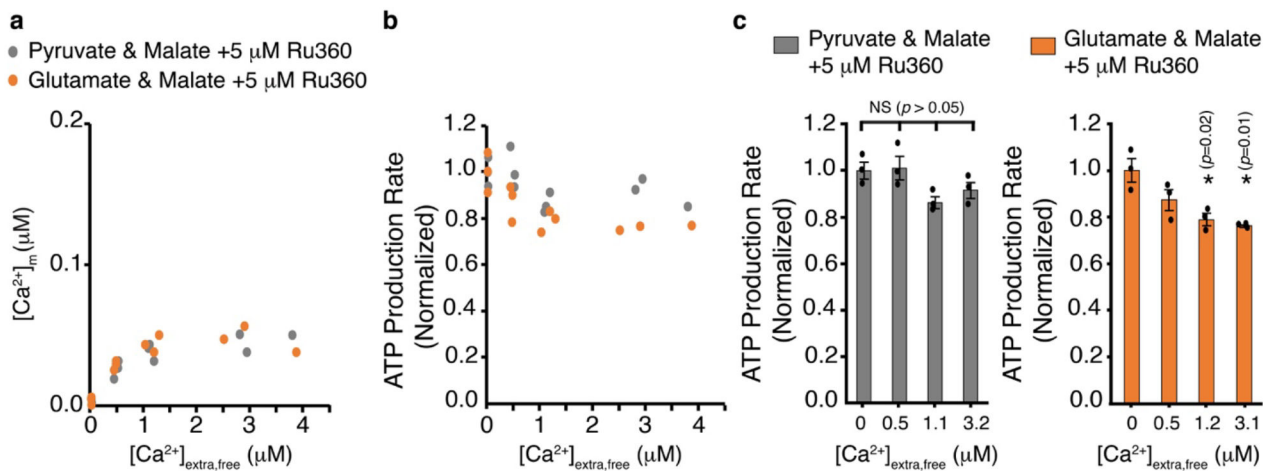 a
Pyruvate & Malate +5 µM Ru360
Glutamate & Malate +5 µM Ru360
0.2
0.1
0.0
[Ca²⁺]ₘ(µM)
0 1 2 3 4
[Ca²⁺]extra,free (µM)
b
1.2
1.0
0.8
0.6
0.4
0.2
0.0
ATP Production Rate
(Normalized)
0 1 2 3 4
[Ca²⁺]extra,free (µM)
c
Pyruvate & Malate
+5 µM Ru360
NS (p > 0.05)
1.2
1.0
0.8
0.6
0.4
0.2
0.0
ATP Production Rate
(Normalized)
0 0.5 1.1 3.2
[Ca²⁺]extra,free (µM)
Glutamate & Malate
+5 µM Ru360
* (p=0.02)
* (p=0.01)
1.2
1.0
0.8
0.6
0.4
0.2
0.0
ATP Production Rate
(Normalized)
0 0.5 1.2 3.1
[Ca²⁺]extra,free (µM)